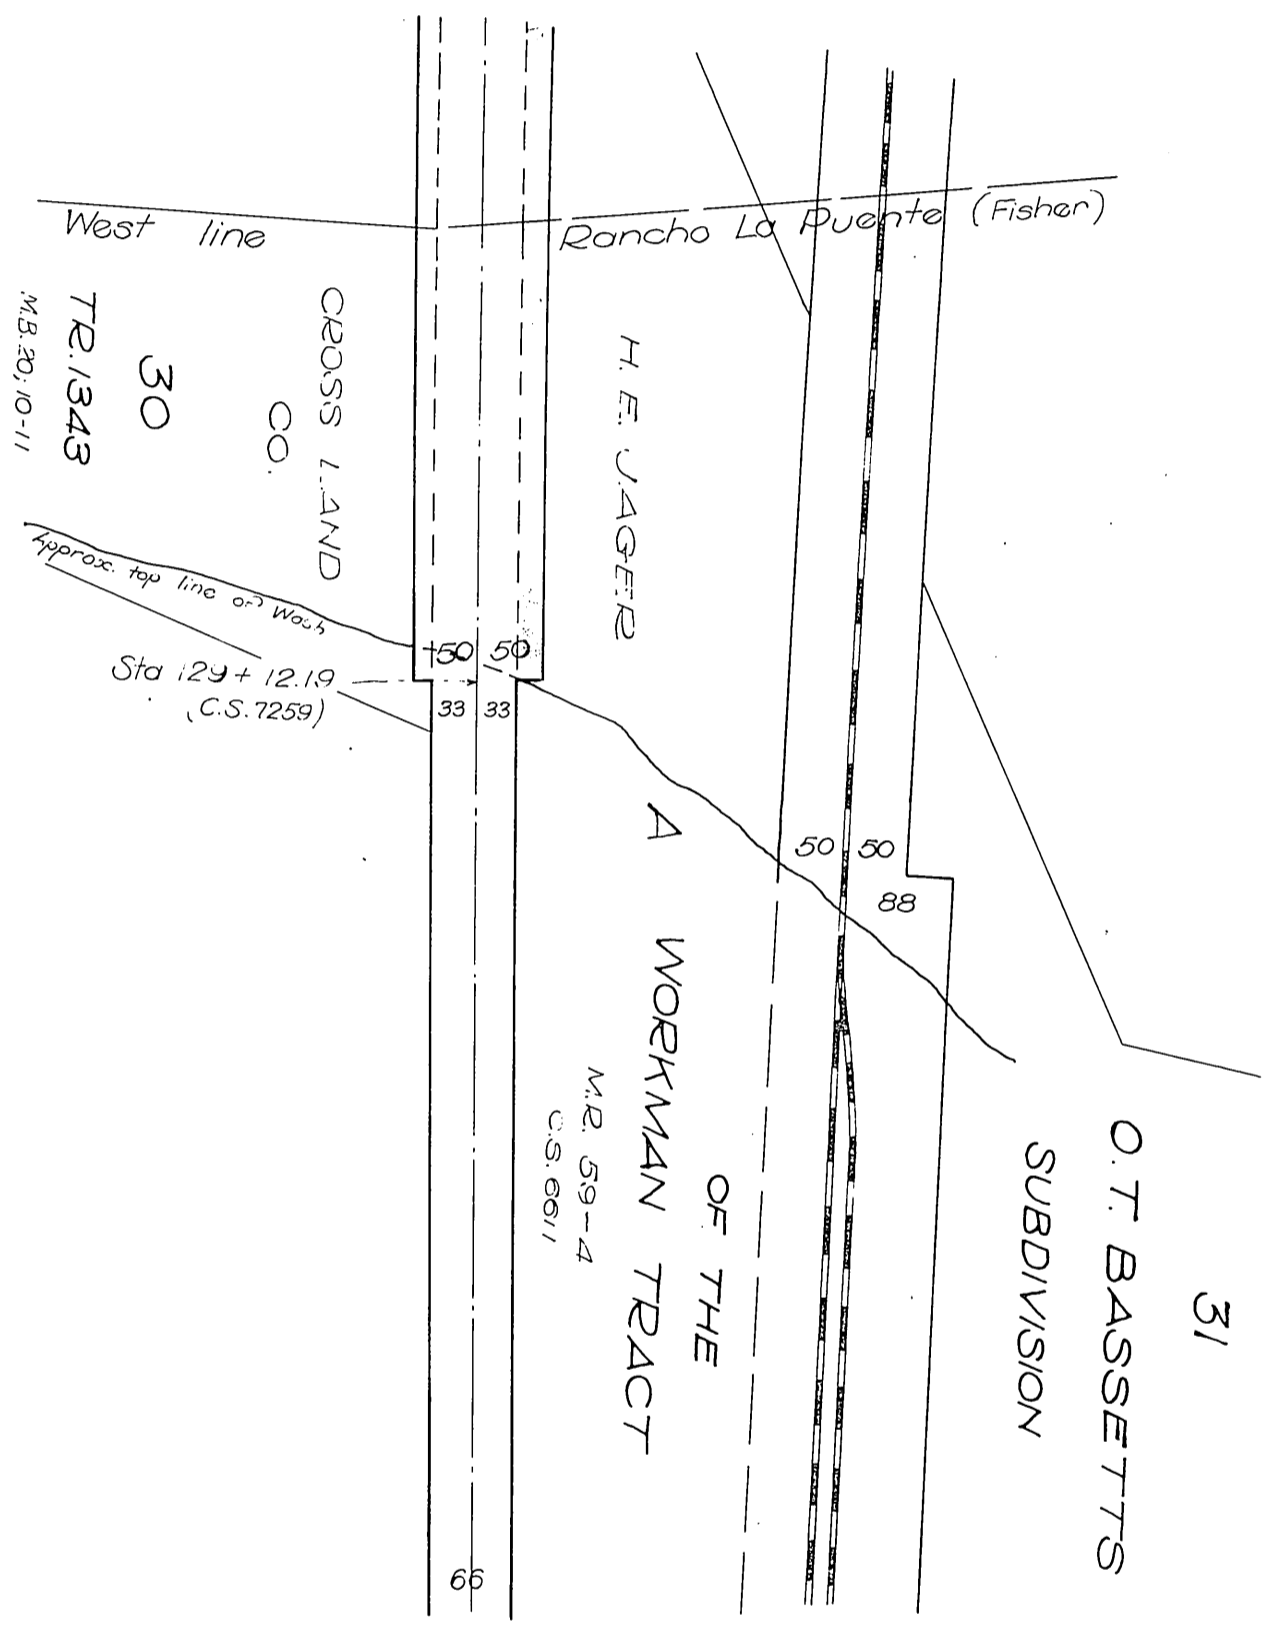 West line Rancho La Puente (Fisher)
CROSS LAND
CO.
30
TR. 1343
M.B. 20; 10-11
H. E. JAGER
Approx. top line of Wash
50 50
Sta 129 + 12.19
(C.S. 7259)
33 33
50 50
88
A WORKMAN TRACT
OF THE
M.R. 59-4
C.S. 6611
31
O.T. BASSETTS
SUBDIVISION
66